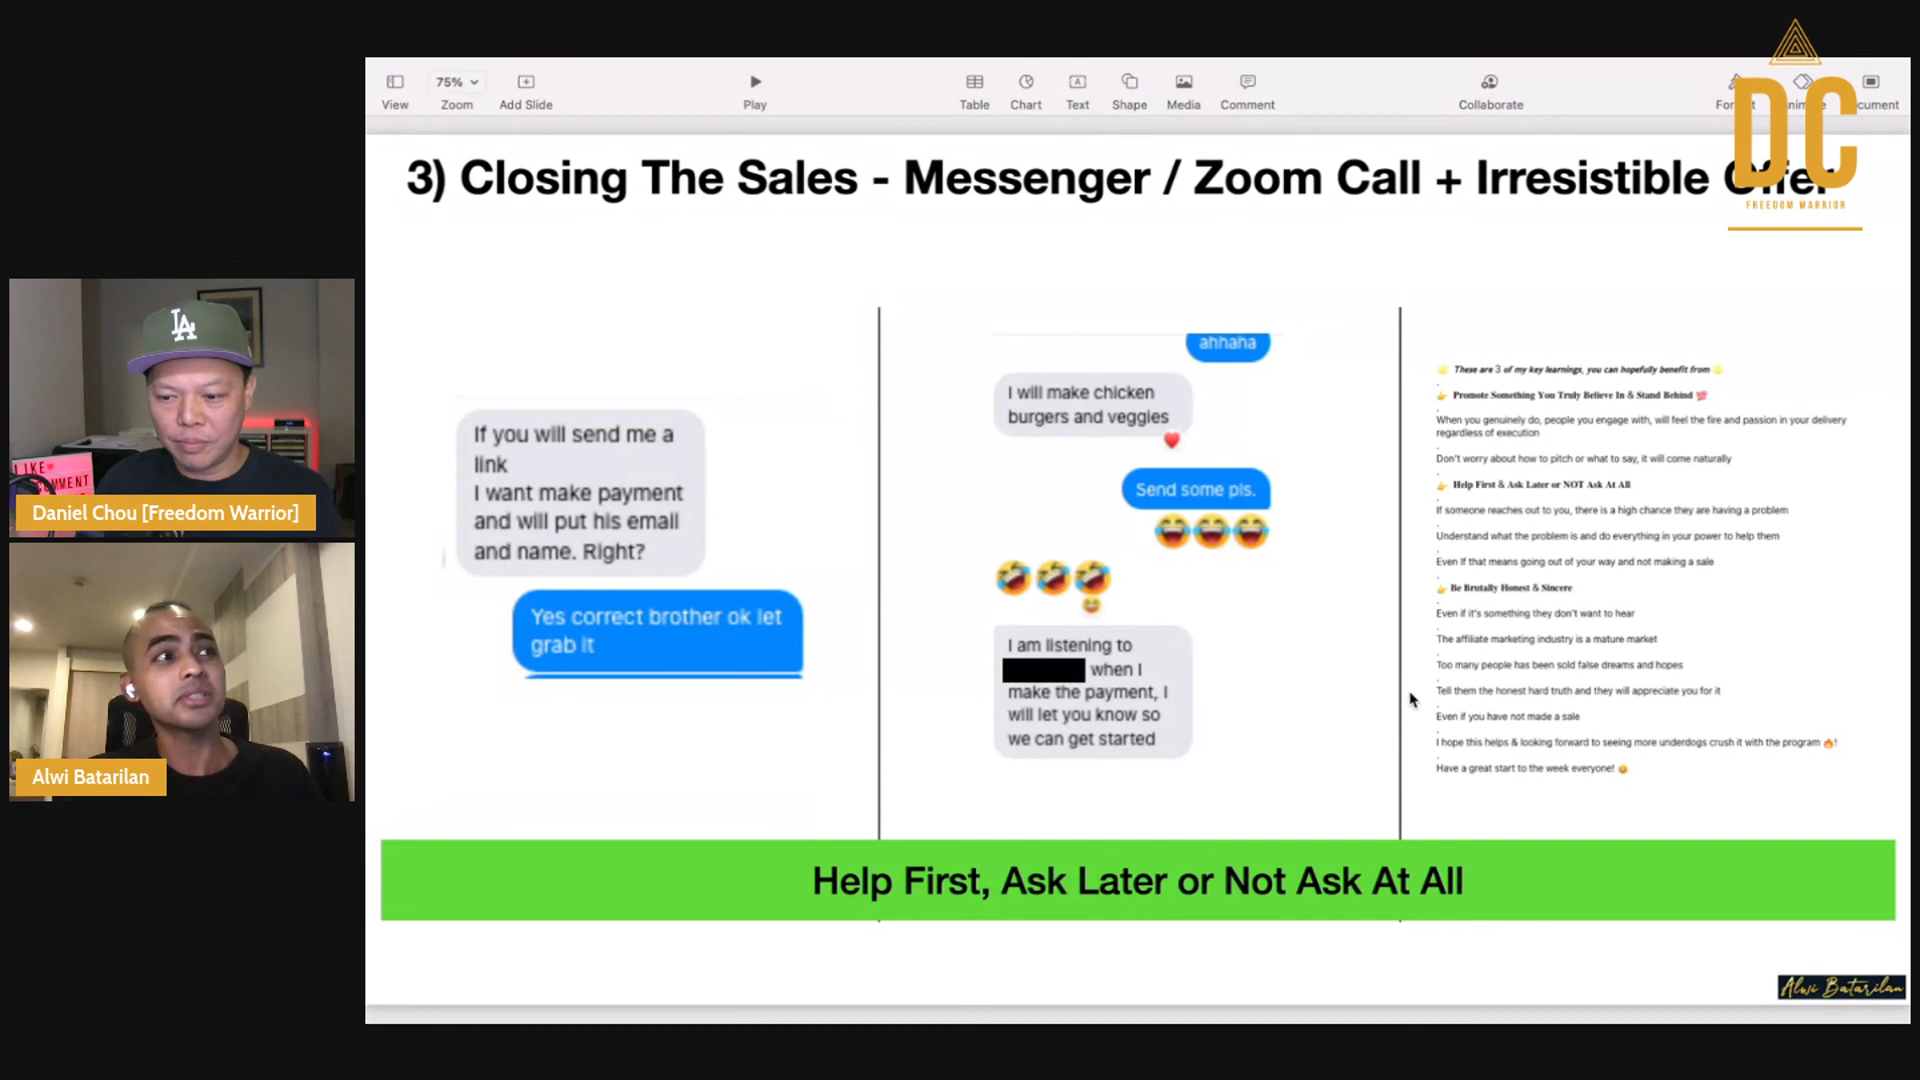 75%
View
Zoom
Add Slide
Play
Table
Chart
Text
Shape
Media
Comment
Collaborate
DC
FREEDOM WARRIOR
3) Closing The Sales - Messenger / Zoom Call + Irresistible Offer
LA
LIKE
COMMENT
Daniel Chou [Freedom Warrior]
Alwi Batarilan
If you will send me a
link
I want make payment
and will put his email
and name. Right?
Yes correct brother ok let
grab it
ahhaha
I will make chicken
burgers and veggies
❤️
Send some pls.
😂😂😂
🤣🤣🤣
I am listening to
when I
make the payment, I
will let you know so
we can get started
These are 3 of my key learnings, you can hopefully benefit from
👉 Promote Something You Truly Believe In & Stand Behind 💯
When you genuinely do, people you engage with, will feel the fire and passion in your delivery
regardless of execution
Don't worry about how to pitch or what to say, it will come naturally
👉 Help First & Ask Later or NOT Ask At All
If someone reaches out to you, there is a high chance they are having a problem
Understand what the problem is and do everything in your power to help them
Even If that means going out of your way and not making a sale
👉 Be Brutally Honest & Sincere
Even if it's something they don't want to hear
The affiliate marketing industry is a mature market
Too many people has been sold false dreams and hopes
Tell them the honest hard truth and they will appreciate you for it
Even if you have not made a sale
I hope this helps & looking forward to seeing more underdogs crush it with the program 🔥!
Have a great start to the week everyone! 😀
Help First, Ask Later or Not Ask At All
Alwi Batarilan